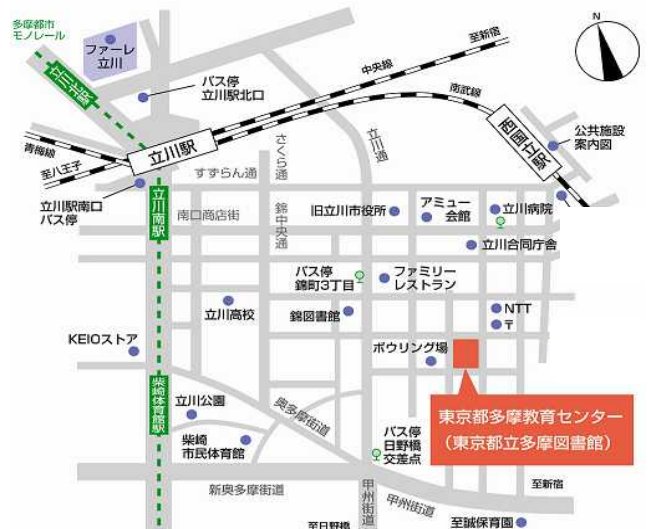 多摩都市
モノレール
ファーレ
立川
立川北駅
バス停
立川駅北口
中央線
至新宿
南武線
N
立川駅
青梅線
至八王子
立川駅南口
バス停
すずらん通
さくら通
立川通
西国立駅
公共施設
案内図
立川南駅
南口商店街
錦中央通
旧立川市役所
アミュー
会館
立川病院
立川合同庁舎
バス停
錦町3丁目
ファミリー
レストラン
立川高校
錦図書館
NTT
〒
KEIOストア
ボウリング場
柴崎体育館駅
立川公園
奥多摩街道
東京都多摩教育センター
(東京都立多摩図書館)
柴崎
市民体育館
バス停
日野橋
交差点
新奥多摩街道
甲州街道
甲州街道
至新宿
至日野橋
至誠保育園